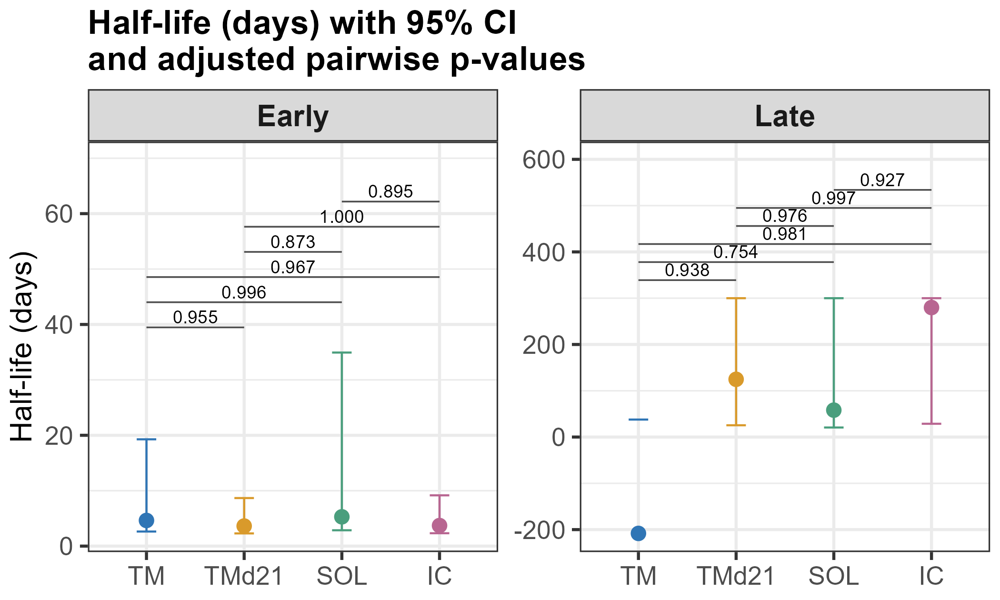 Half-life (days) with 95% CI
and adjusted pairwise p-values
Early
Late
Half-life (days)
60
40
20
0
0.895
1.000
0.873
0.967
0.996
0.955
TM
TMd21
SOL
IC
600
400
200
0
-200
0.927
0.997
0.976
0.981
0.754
0.938
TM
TMd21
SOL
IC